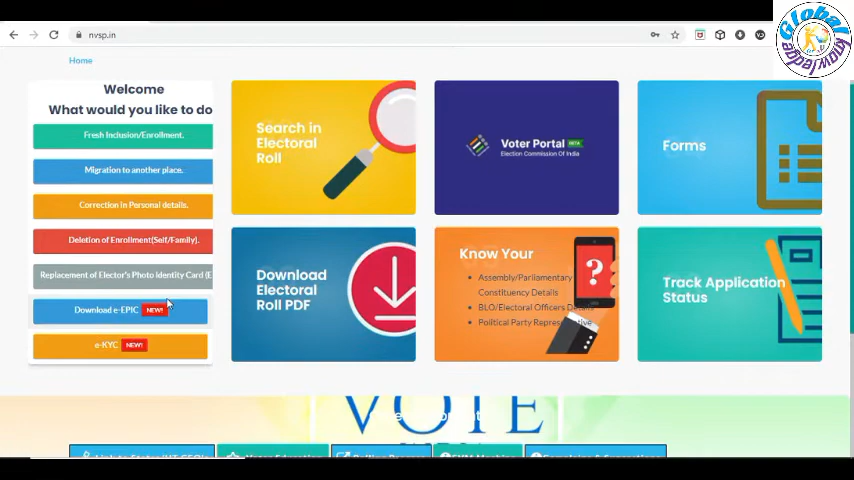 nvsp.in
Global knowledge
Home
Welcome
What would you like to do
Fresh Inclusion/Enrollment.
Migration to another place.
Correction in Personal details.
Deletion of Enrollment(Self/Family).
Replacement of Elector's Photo Identity Card (E
Download e-EPIC NEW!
e-KYC NEW!
Search in
Electoral
Roll
Voter Portal BETA
Election Commission Of India
Forms
Download
Electoral
Roll PDF
Know Your
Assembly/Parliamentary
Constituency Details
BLO/Electoral Officers Details
Political Party Representative
?
Track Application
Status
VOTE